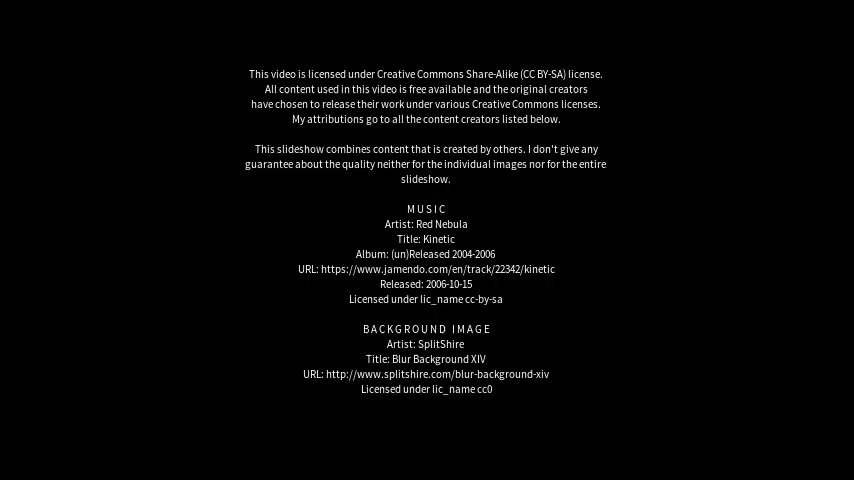 This video is licensed under Creative Commons Share-Alike (CC BY-SA) license.
All content used in this video is free available and the original creators
have chosen to release their work under various Creative Commons licenses.
My attributions go to all the content creators listed below.
This slideshow combines content that is created by others. I don't give any
guarantee about the quality neither for the individual images nor for the entire
slideshow.
MUSIC
Artist: Red Nebula
Title: Kinetic
Album: (un)Released 2004-2006
URL: https://www.jamendo.com/en/track/22342/kinetic
Released: 2006-10-15
Licensed under lic_name cc-by-sa
BACKGROUND IMAGE
Artist: SplitShire
Title: Blur Background XIV
URL: http://www.splitshire.com/blur-background-xiv
Licensed under lic_name cc0